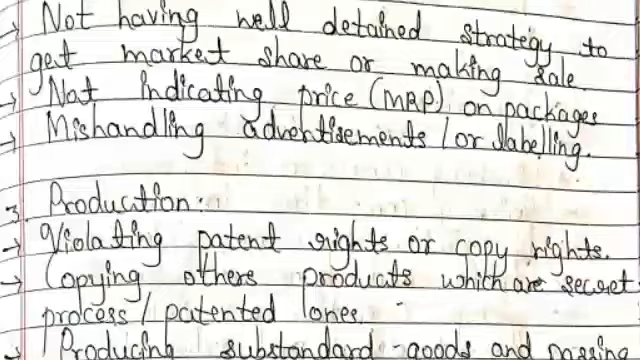 → Not having well detained strategy to
get market share or making sale
→ Not indicating price (MRP) on packages
→ Mishandling advertisements / or labelling.
3. Production:
→ Violating patent rights or copy rights.
→ Copying others products which are secret
process / patented ones.
→ Producing substandard goods and passing